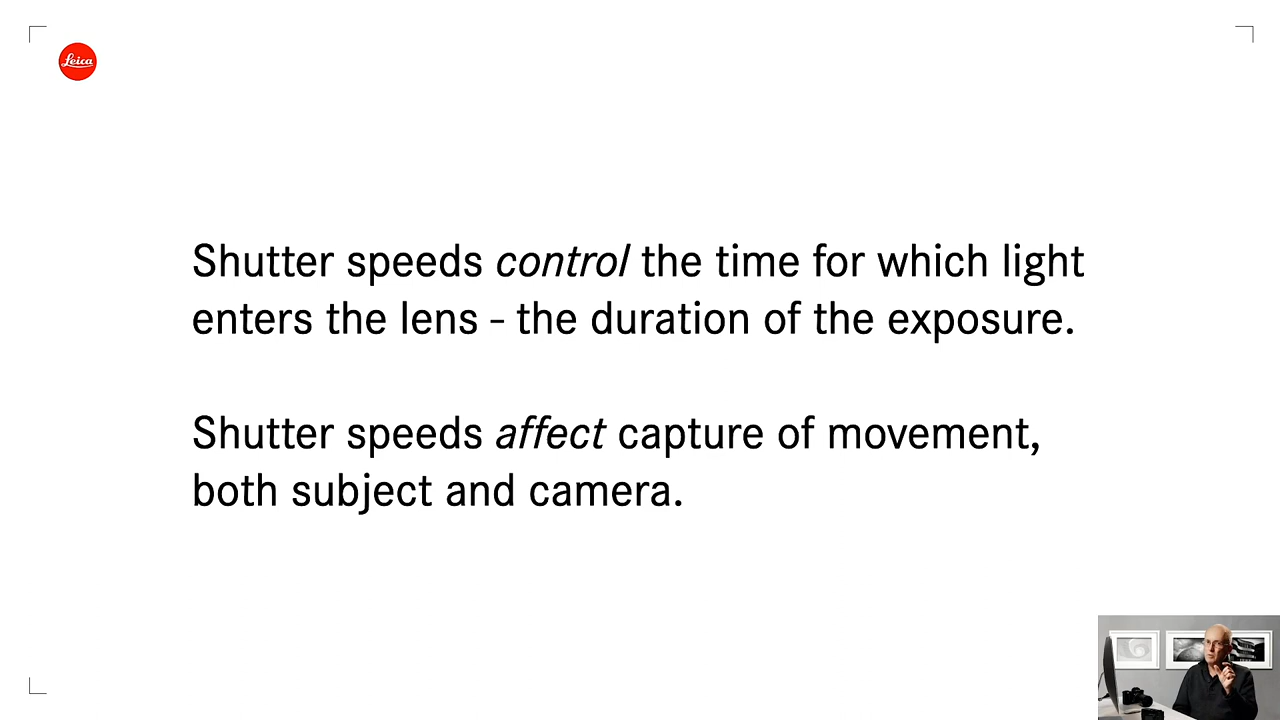 Leica
Shutter speeds control the time for which light
enters the lens - the duration of the exposure.
Shutter speeds affect capture of movement,
both subject and camera.